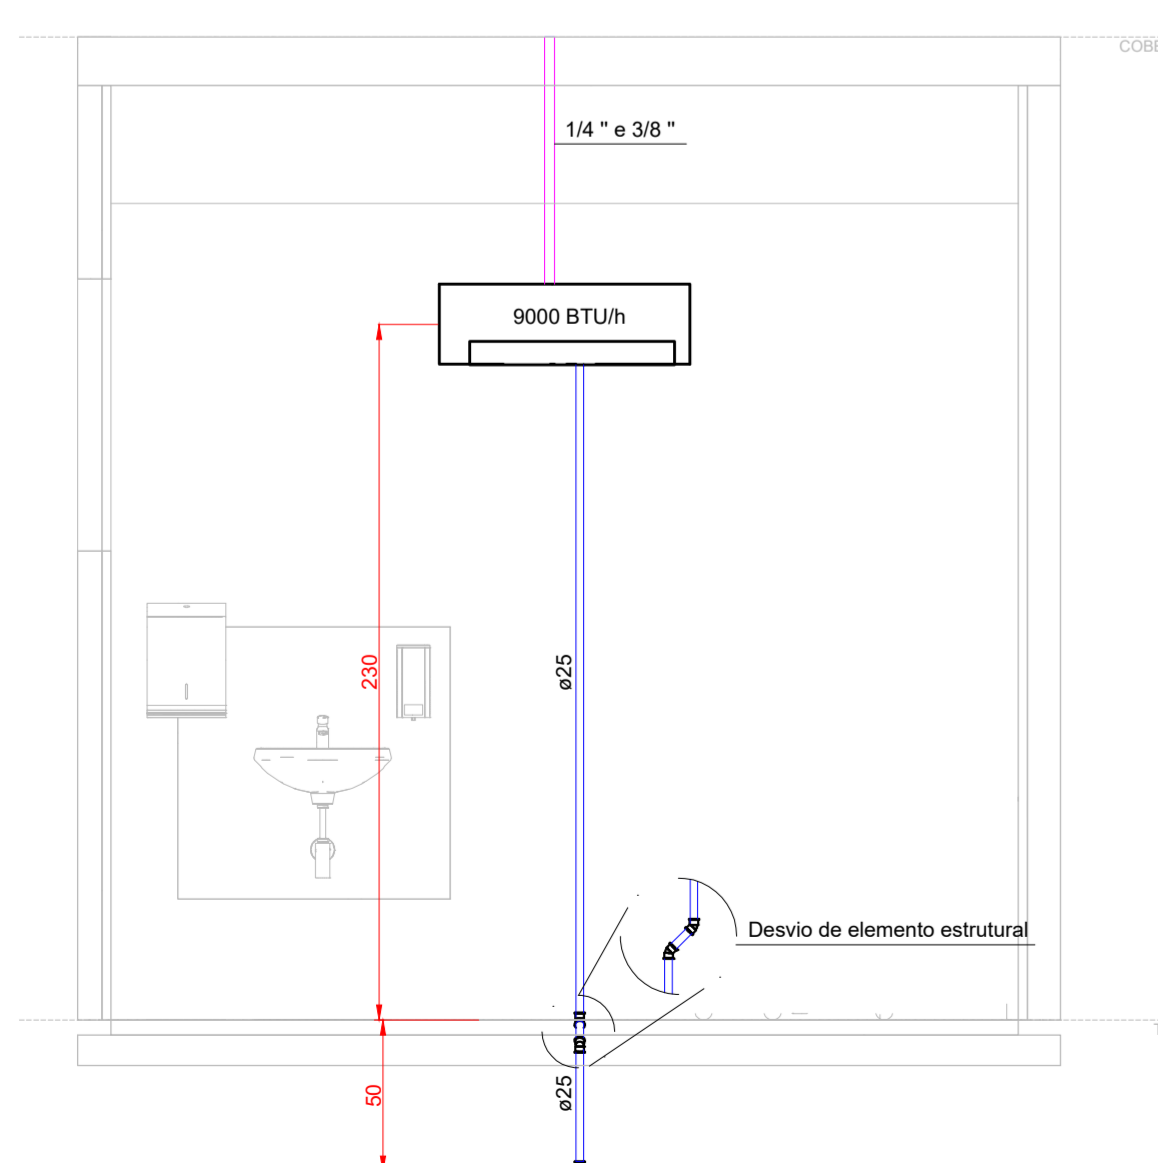 COBE
1/4 " e 3/8 "
9000 BTU/h
230
ø25
Desvio de elemento estrutural
T
50
ø25